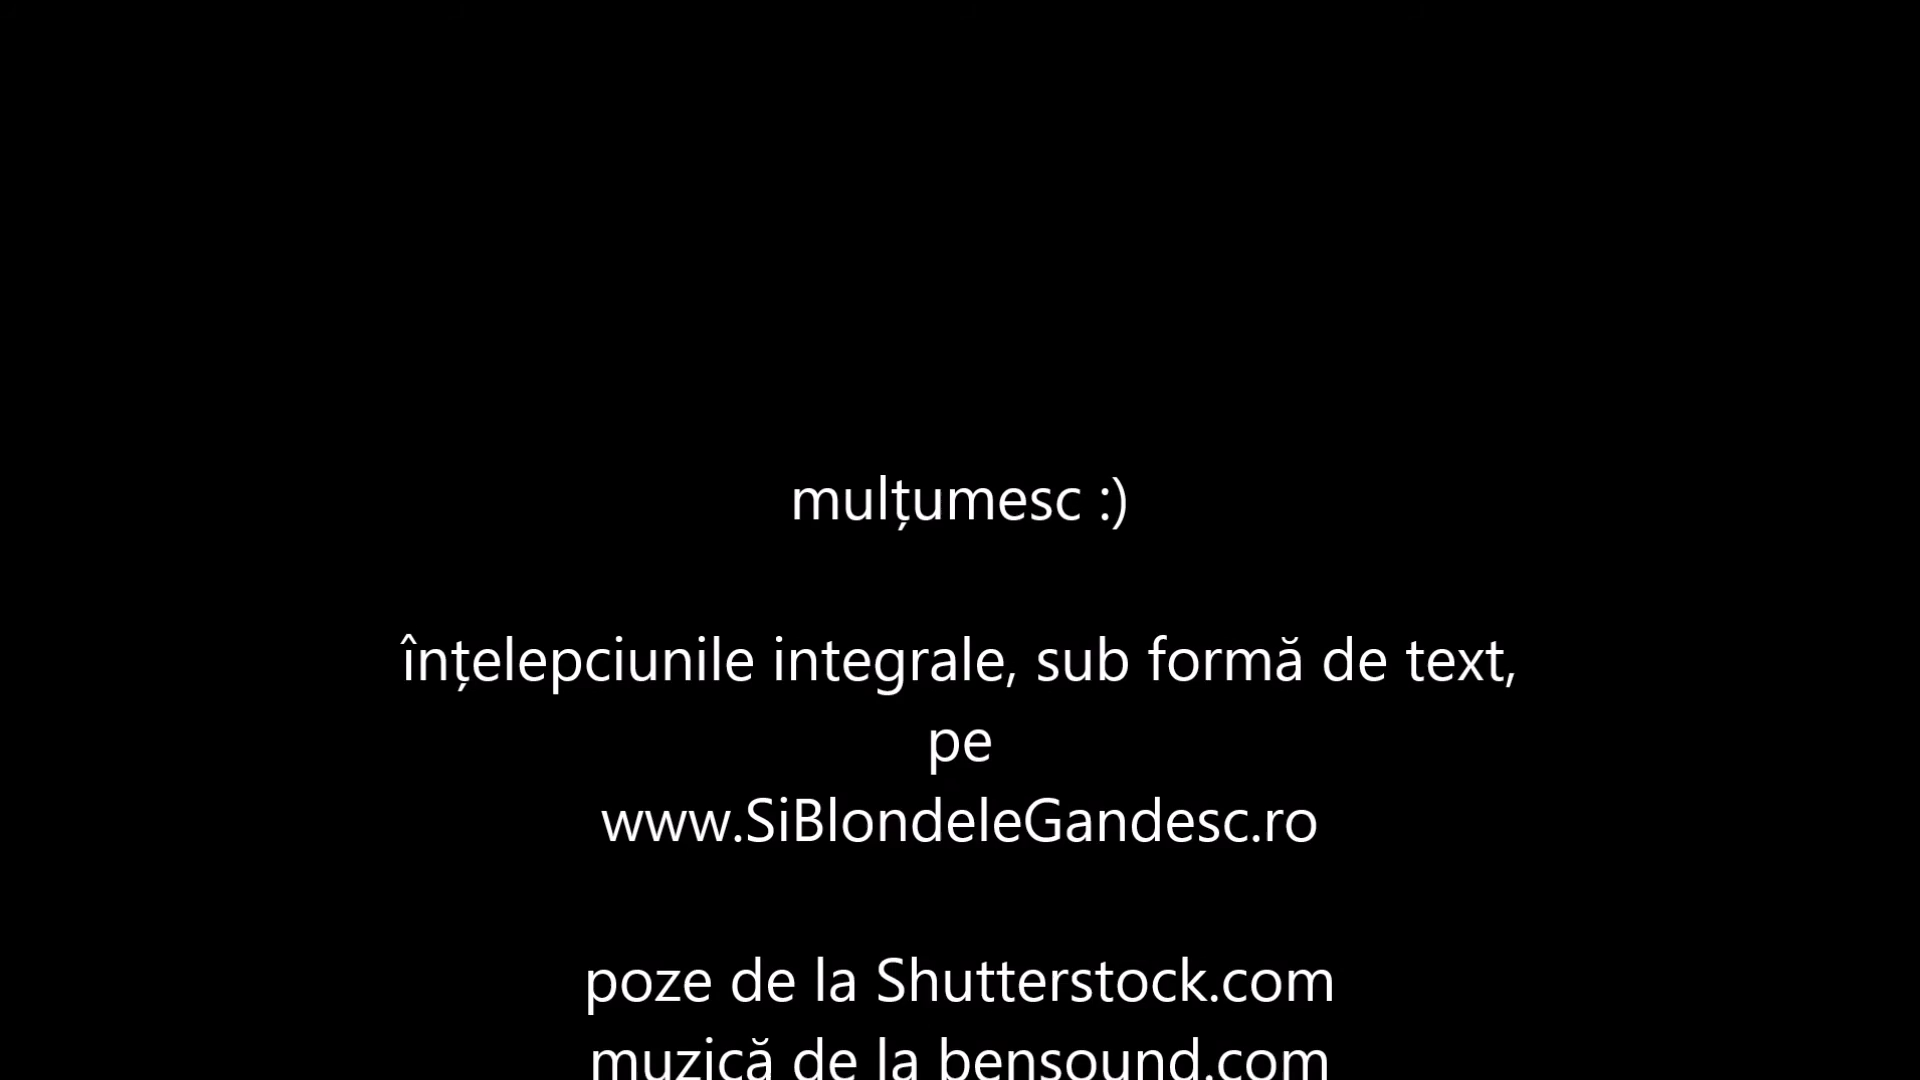 mulțumesc :)
înțelepciunile integrale, sub formă de text,
pe
www.SiBlondeleGandesc.ro
poze de la Shutterstock.com
muzică de la bensound.com